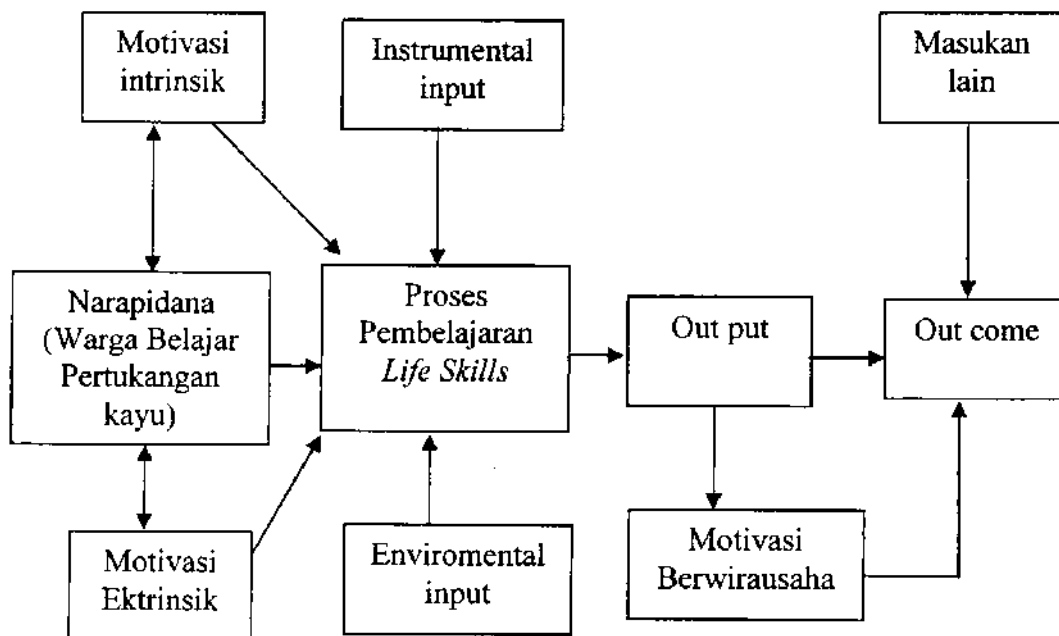 Motivasi
intrinsik
Instrumental
input
Masukan
lain
Narapidana
(Warga Belajar
Pertukangan
kayu)
Proses
Pembelajaran
Life Skills
Out put
Out come
Motivasi
Ektrinsik
Enviromental
input
Motivasi
Berwirausaha